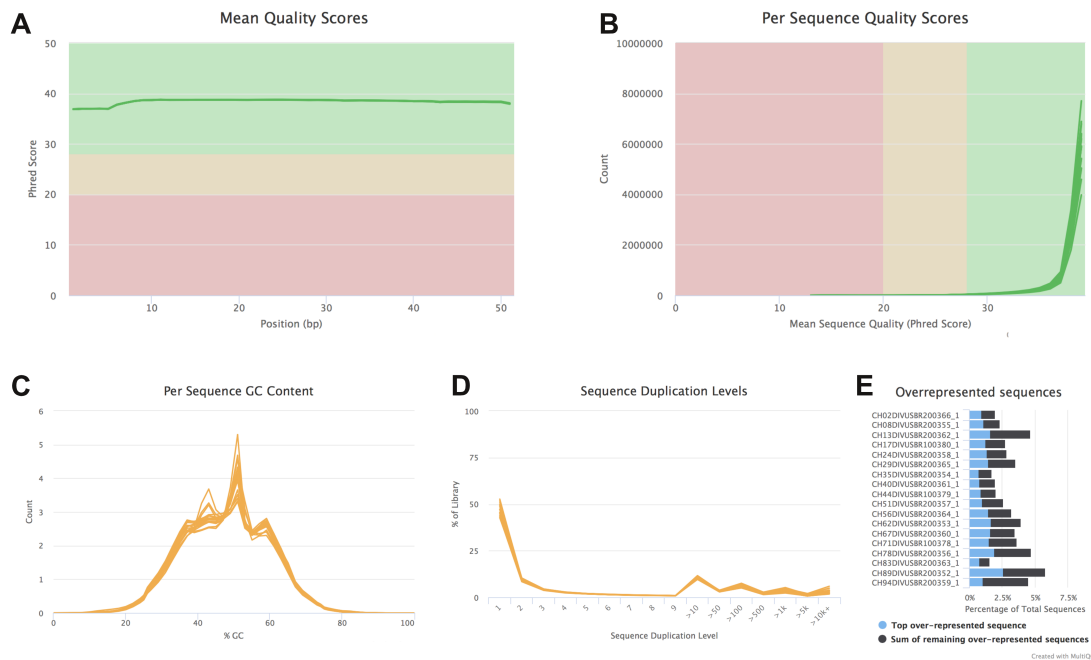 A
Mean Quality Scores
50
40
30
20
10
0
Phred Score
10
20
30
40
50
Position (bp)
B
Per Sequence Quality Scores
10000000
8000000
6000000
4000000
2000000
0
Count
0
10
20
30
Mean Sequence Quality (Phred Score)
C
Per Sequence GC Content
6
5
4
3
2
1
0
Count
0
20
40
60
80
100
% GC
D
Sequence Duplication Levels
100
75
50
25
0
% of Library
1
2
3
4
5
6
7
8
9
>10
>50
>100
>500
>1k
>5k
>10k+
Sequence Duplication Level
E
Overrepresented sequences
CH02DIVUSBR200366_1
CH08DIVUSBR200355_1
CH13DIVUSBR200362_1
CH17DIVUSBR100380_1
CH24DIVUSBR200358_1
CH29DIVUSBR200365_1
CH35DIVUSBR200354_1
CH40DIVUSBR200361_1
CH44DIVUSBR100379_1
CH51DIVUSBR200357_1
CH56DIVUSBR200364_1
CH62DIVUSBR200353_1
CH67DIVUSBR200360_1
CH71DIVUSBR100378_1
CH78DIVUSBR200356_1
CH83DIVUSBR200363_1
CH89DIVUSBR200352_1
CH94DIVUSBR200359_1
0
2.5%
5%
7.5%
Percentage of Total Sequences
Top over-represented sequence
Sum of remaining over-represented sequences
Created with MultiQ